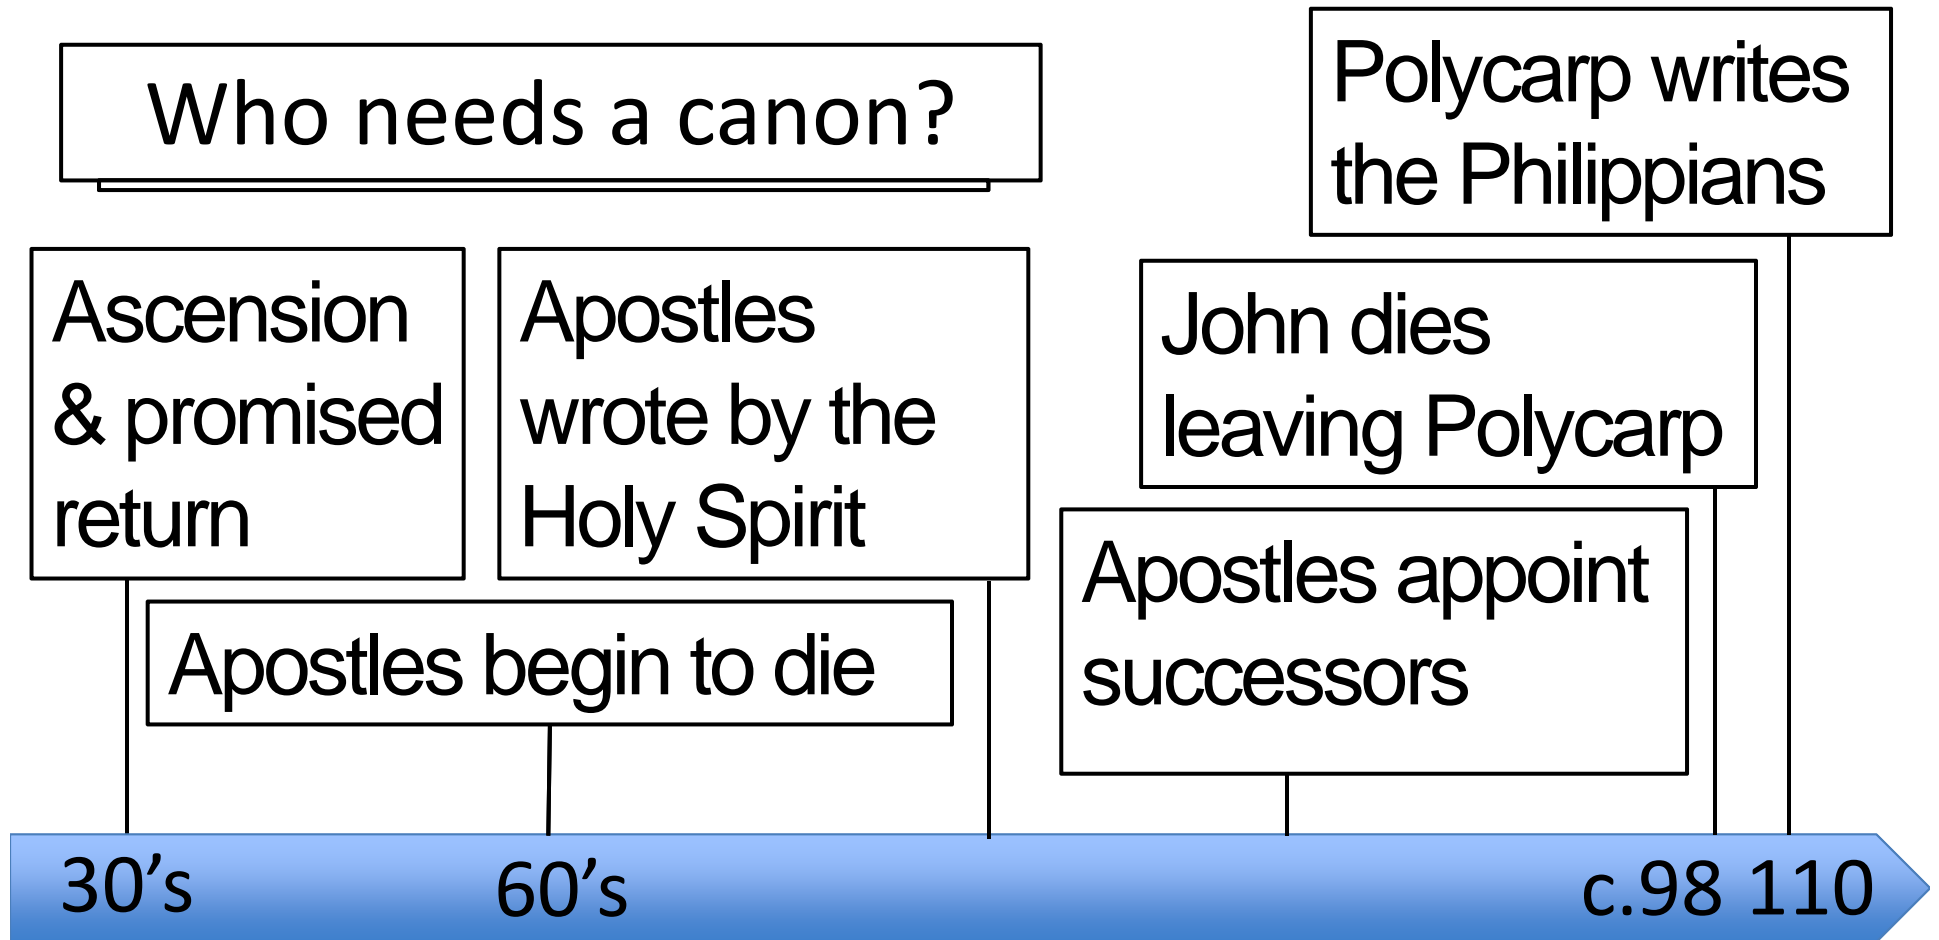 Who needs a canon?
Polycarp writes
the Philippians
Ascension
& promised
return
Apostles
wrote by the
Holy Spirit
John dies
leaving Polycarp
Apostles appoint
successors
Apostles begin to die
30’s
60’s
c.98
110